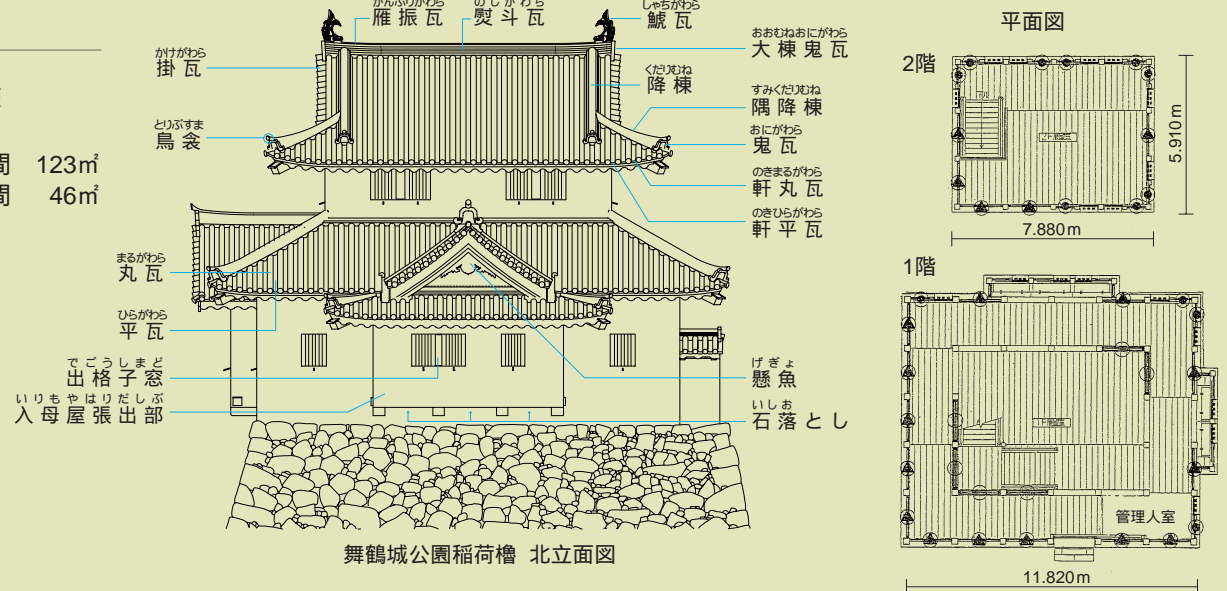 がんぶりがわら
雁振瓦
のしがわら
熨斗瓦
しゃちがわら
鯱瓦
おおむねおにがわら
大棟鬼瓦
かけがわら
掛瓦
くだりむね
降棟
すみくだりむね
隅降棟
とりぶすま
鳥衾
おにがわら
鬼瓦
間 123㎡
間 46㎡
のきまるがわら
軒丸瓦
のきひらがわら
軒平瓦
まるがわら
丸瓦
ひらがわら
平瓦
でごうしまど
出格子窓
いりもやはりだしぶ
入母屋張出部
げぎょ
懸魚
いしお
石落とし
舞鶴城公園稲荷櫓 北立面図
平面図
2階
5.910m
7.880m
1階
管理人室
11.820m